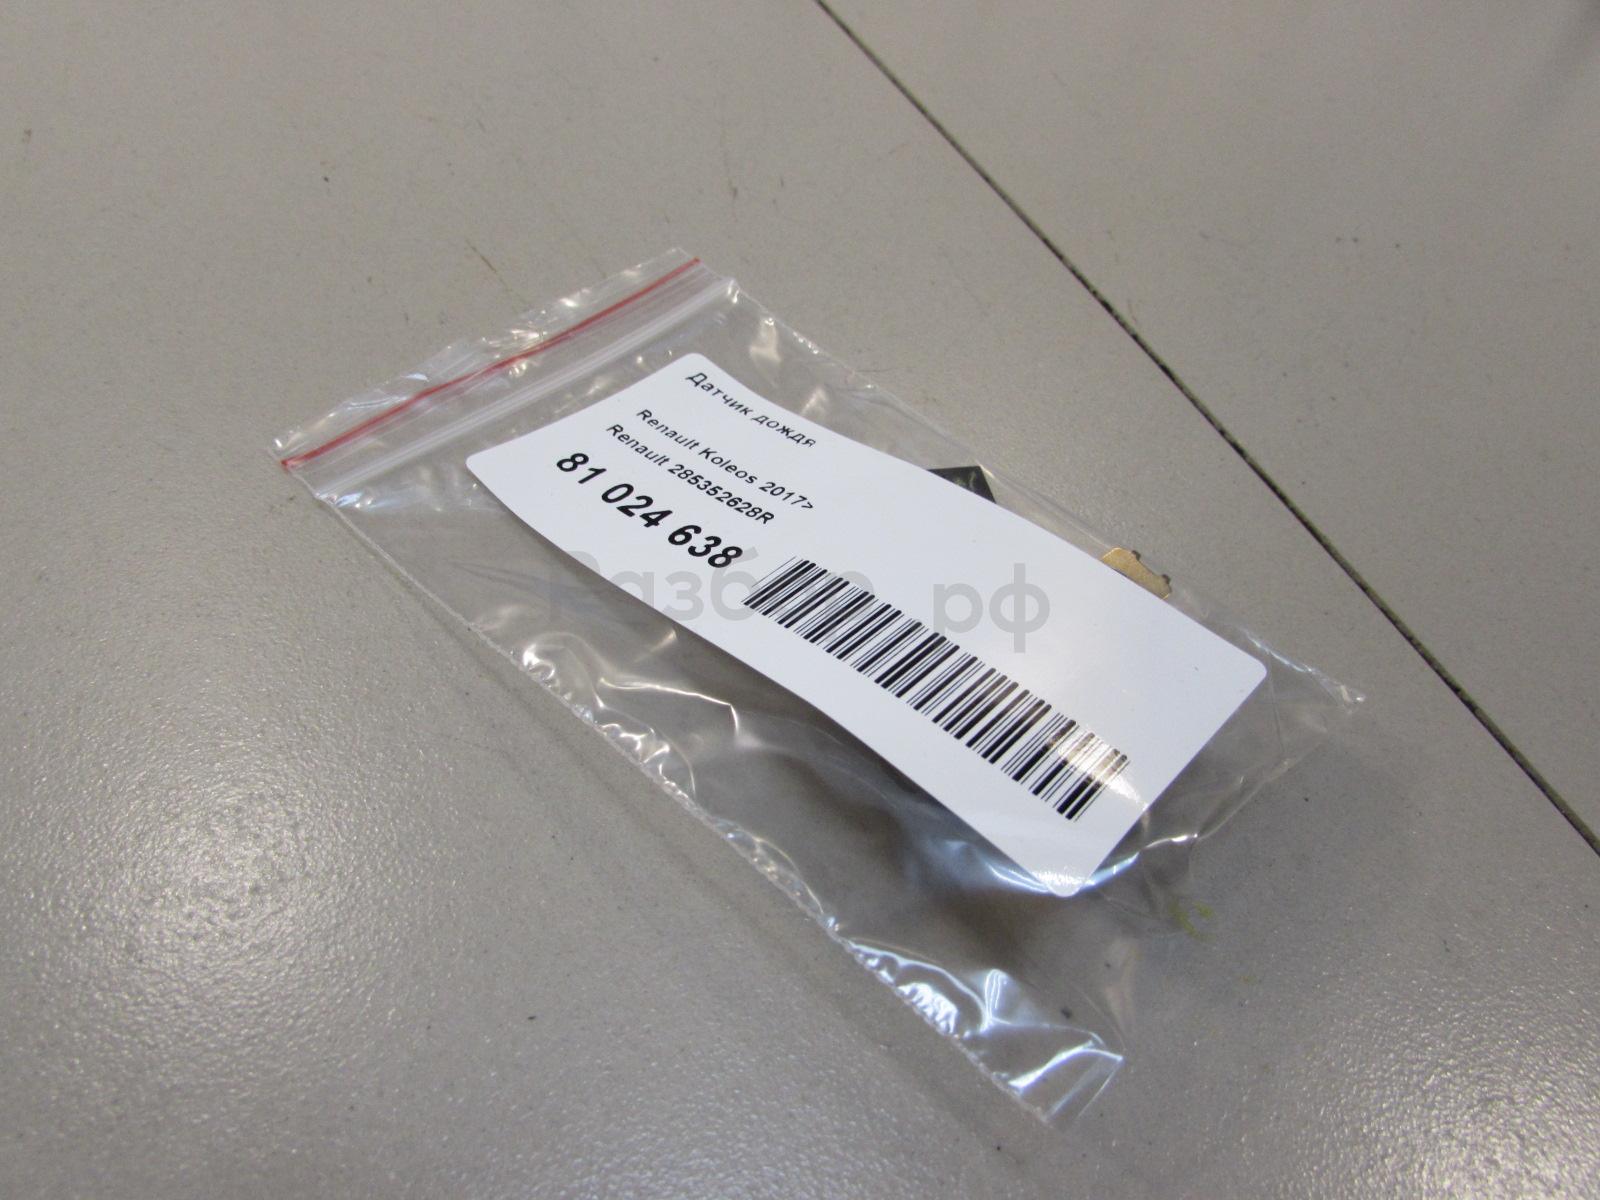 Датчик дождя
Renault Koleos 2017>
Renault 285352628R
81 024 638